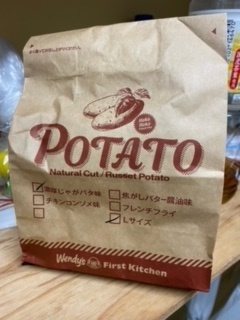 POTATO
Natural Cut/Russet Potato
じゃがバタ味
焦がしバター醤油味
チキンコンソメ味
フレンチフライ
Lサイズ
Wendy's First Kitchen